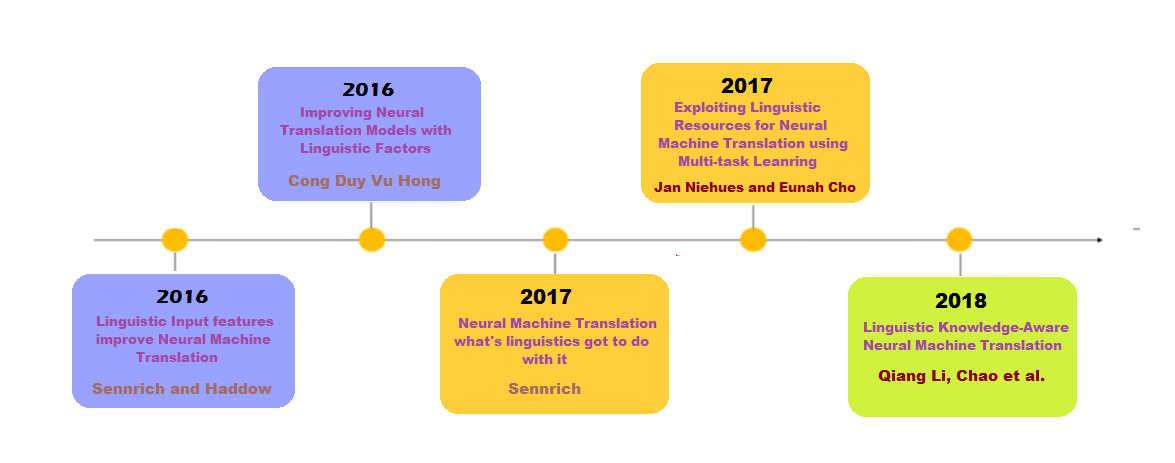 2016
Linguistic Input features
improve Neural Machine
Translation
Sennrich and Haddow
2016
Improving Neural
Translation Models with
Linguistic Factors
Cong Duy Vu Hong
2017
Neural Machine Translation
what's linguistics got to do
with it
Sennrich
2017
Exploiting Linguistic
Resources for Neural
Machine Translation using
Multi-task Leanring
Jan Niehues and Eunah Cho
2018
Linguistic Knowledge-Aware
Neural Machine Translation
Qiang Li, Chao et al.